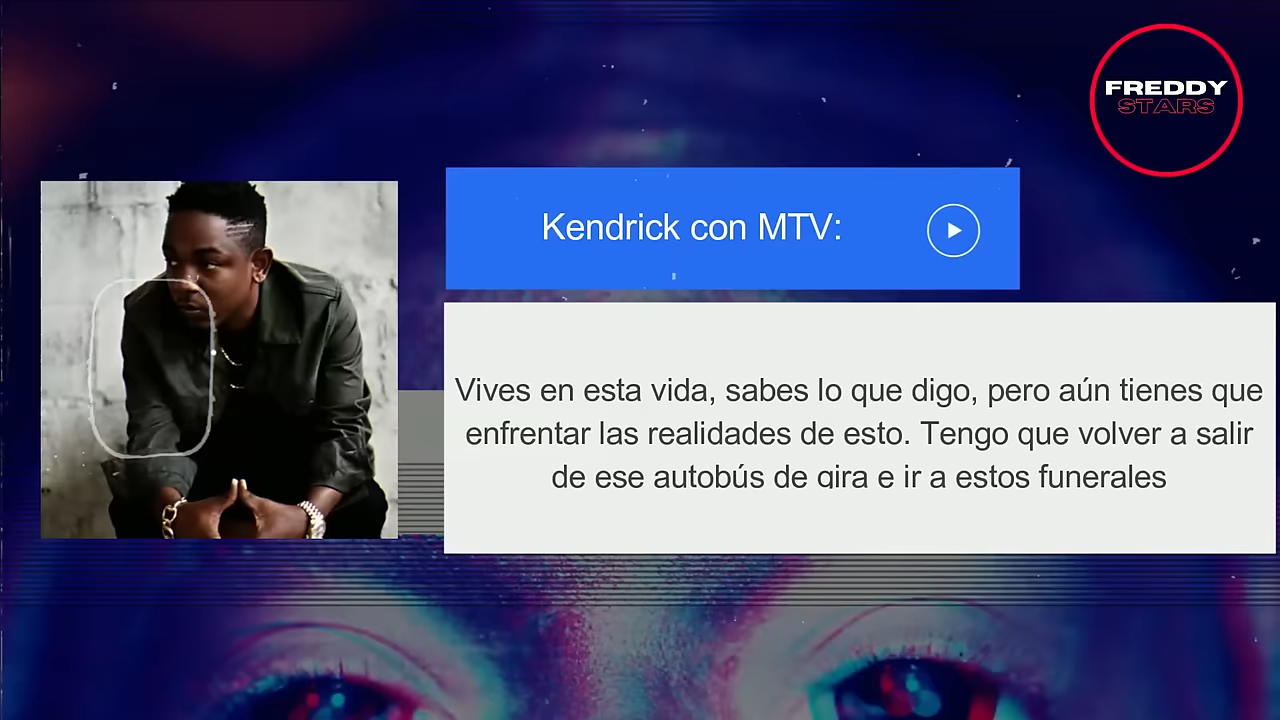 FREDDY
STARS
Kendrick con MTV:
Vives en esta vida, sabes lo que digo, pero aún tienes que
enfrentar las realidades de esto. Tengo que volver a salir
de ese autobús de gira e ir a estos funerales